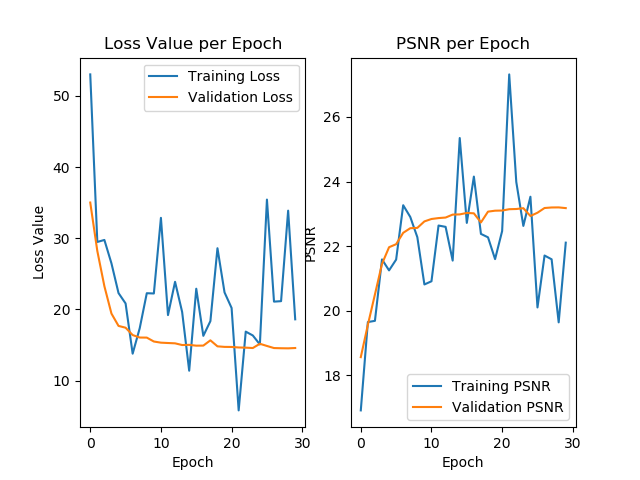 Loss Value per Epoch
Training Loss
Validation Loss
50
40
30
20
10
Loss Value
0
10
20
30
Epoch
PSNR per Epoch
26
24
22
20
18
PSNR
Training PSNR
Validation PSNR
0
10
20
30
Epoch